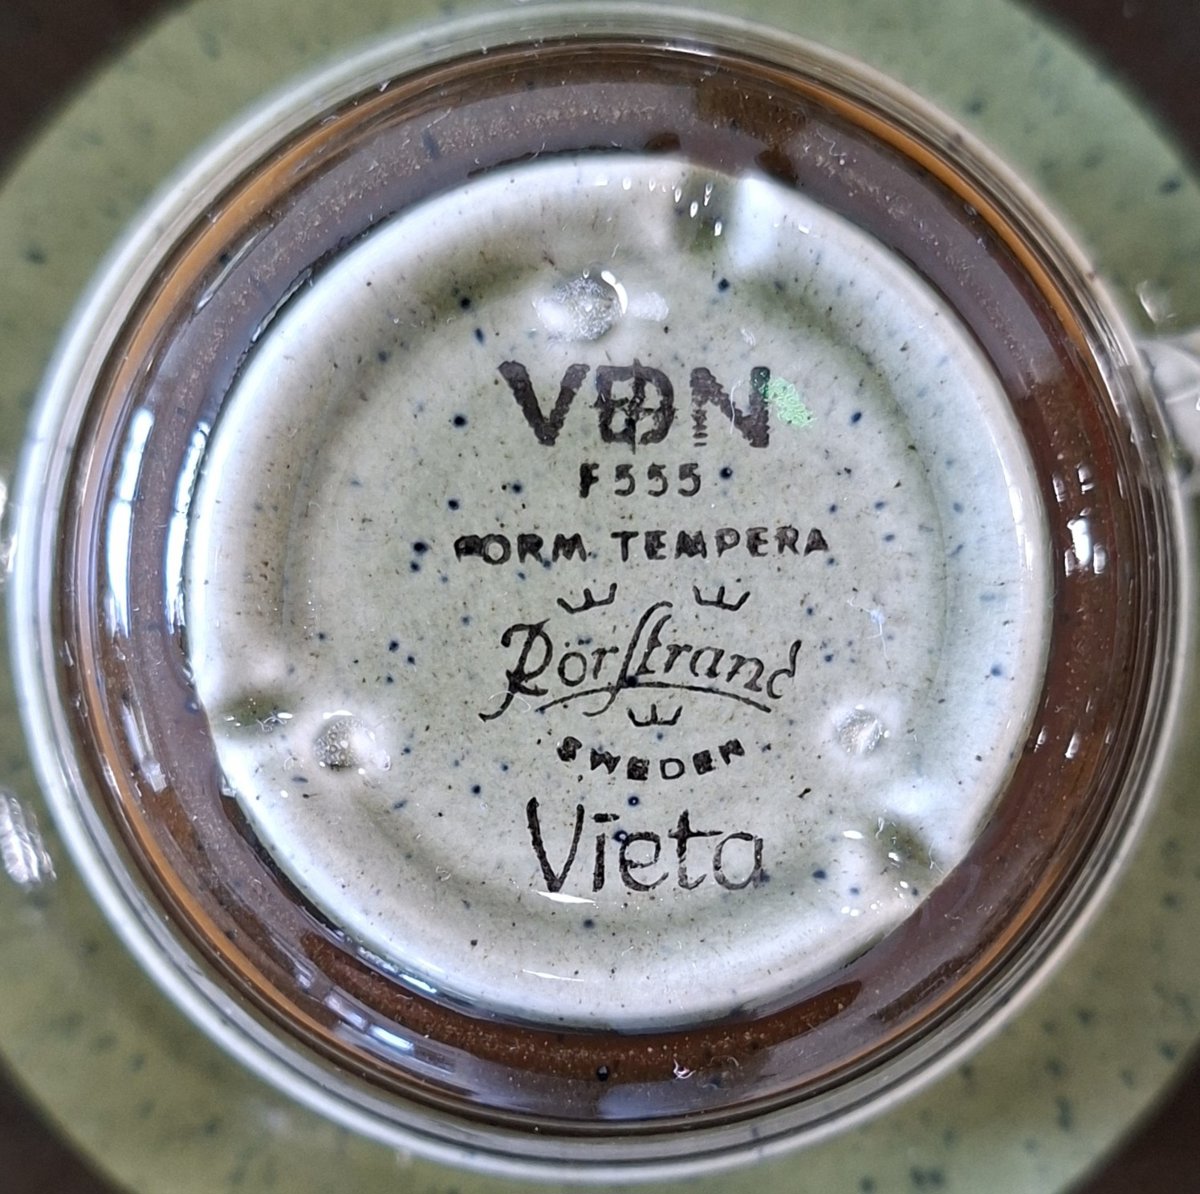 VDN
F555
FORM TEMPERA
Rörstrand
SWEDEN
Vieta